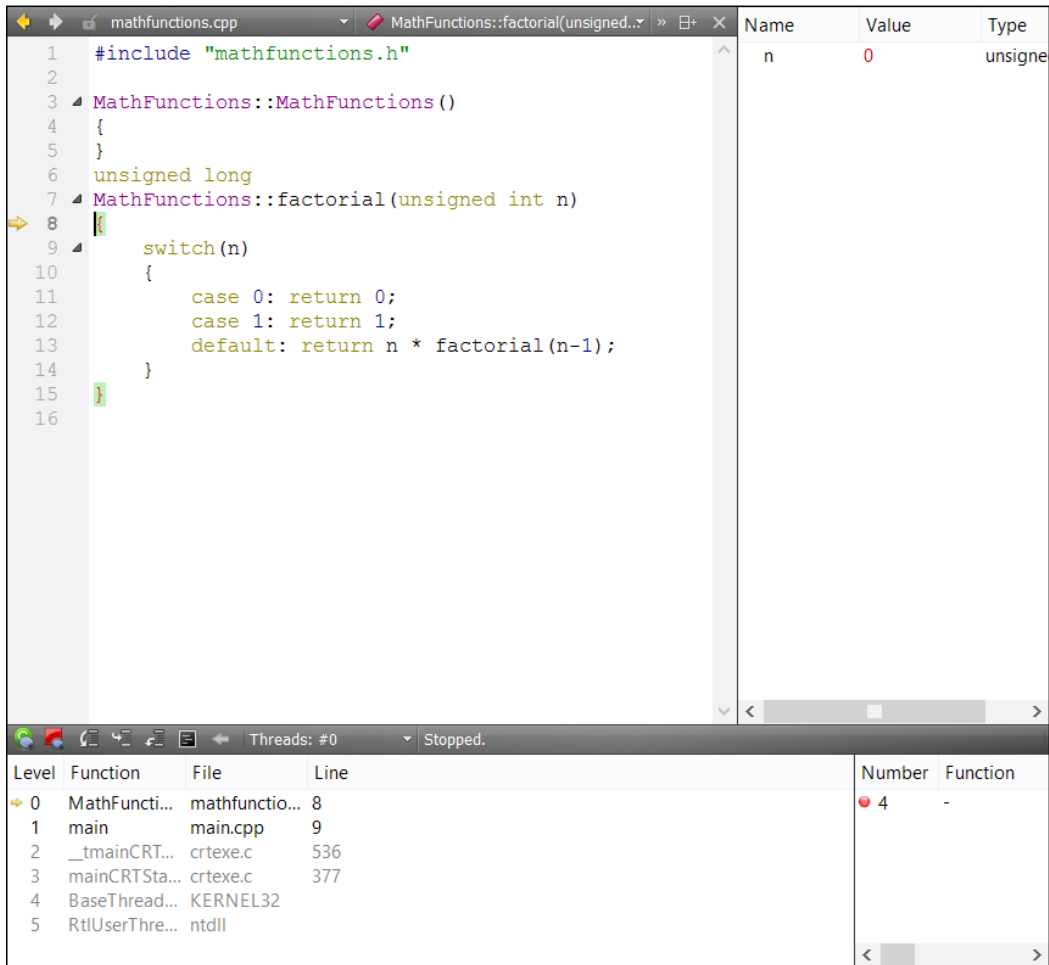 mathfunctions.cpp MathFunctions::factorial(unsigned... »
Name Value Type
n 0 unsigne
1 #include "mathfunctions.h"
2
3 MathFunctions::MathFunctions()
4 {
5 }
6 unsigned long
7 MathFunctions::factorial(unsigned int n)
8 {
9 switch(n)
10 {
11 case 0: return 0;
12 case 1: return 1;
13 default: return n * factorial(n-1);
14 }
15 }
16
Threads: #0 Stopped.
Level Function File Line
0 MathFuncti... mathfunctio... 8
1 main main.cpp 9
2 __tmainCRT... crtexe.c 536
3 mainCRTSta... crtexe.c 377
4 BaseThread... KERNEL32
5 RtlUserThre... ntdll
Number Function
4 -